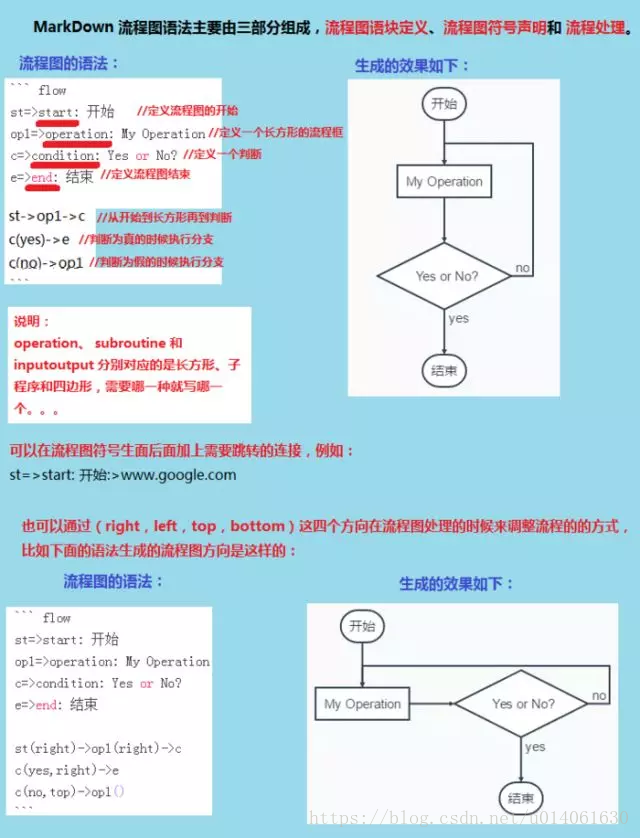 MarkDown 流程图语法主要由三部分组成，流程图语块定义、流程图符号声明和 流程处理。
流程图的语法：
``` flow
st=>start: 开始 //定义流程图的开始
op1=>operation: My Operation //定义一个长方形的流程框
c=>condition: Yes or No? //定义一个判断
e=>end: 结束 //定义流程图结束
st->op1->c //从开始到长方形再到判断
c(yes)->e //判断为真的时候执行分支
c(no)->op1 //判断为假的时候执行分支
```
说明：
operation、 subroutine 和
inputoutput 分别对应的是长方形、子
程序和四边形，需要哪一种就写哪一
个。。。
生成的效果如下：
开始
My Operation
Yes or No?
no
yes
结束
可以在流程图符号生面后面加上需要跳转的连接，例如：
st=>start: 开始:>www.google.com
也可以通过（right，left，top，bottom）这四个方向在流程图处理的时候来调整流程的的方式，
比如下面的语法生成的流程图方向是这样的：
流程图的语法：
``` flow
st=>start: 开始
op1=>operation: My Operation
c=>condition: Yes or No?
e=>end: 结束
st(right)->op1(right)->c
c(yes,right)->e
c(no,top)->op1()
```
生成的效果如下：
开始
My Operation
Yes or No?
no
yes
结束
https://blog.csdn.net/u014061630